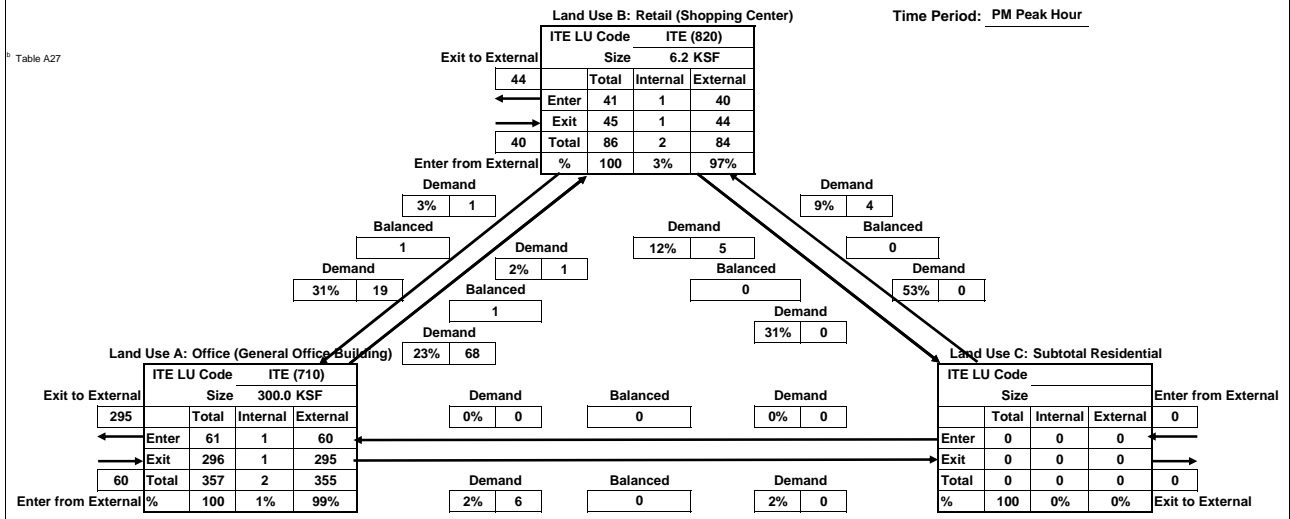 Land Use B: Retail (Shopping Center)
Time Period: PM Peak Hour
ITE LU Code ITE (820)
b Table A27
Exit to External Size 6.2 KSF
44 Total Internal External
Enter 41 1 40
Exit 45 1 44
40 Total 86 2 84
Enter from External % 100 3% 97%
Demand Demand
3% 1 9% 4
Balanced Demand Demand Balanced
1 2% 1 12% 5 0
Demand Balanced Balanced Demand
31% 19 1 0 53% 0
Demand Demand
23% 68 31% 0
Land Use A: Office (General Office Building) Land Use C: Subtotal Residential
ITE LU Code ITE (710) ITE LU Code
Exit to External Size 300.0 KSF Demand Balanced Demand Size Enter from External
295 Total Internal External 0% 0 0 0% 0 Total Internal External 0
Enter 61 1 60 Enter 0 0 0
Exit 296 1 295 Exit 0 0 0
60 Total 357 2 355 Demand Balanced Demand Total 0 0 0 0
Enter from External % 100 1% 99% 2% 6 0 2% 0 % 100 0% 0% Exit to External